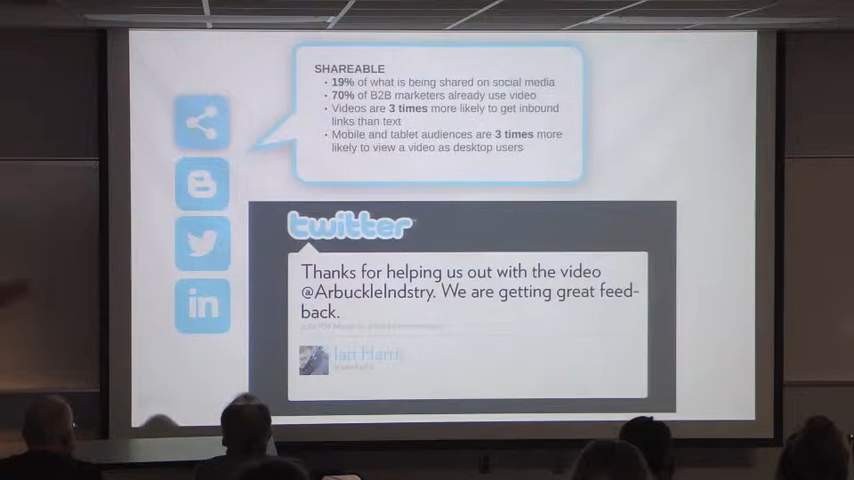 SHAREABLE
• 19% of what is being shared on social media
• 70% of B2B marketers already use video
• Videos are 3 times more likely to get inbound
links than text
• Mobile and tablet audiences are 3 times more
likely to view a video as desktop users
twitter
Thanks for helping us out with the video
@ArbuckleIndstry. We are getting great feed-
back.
Ian Harris
in